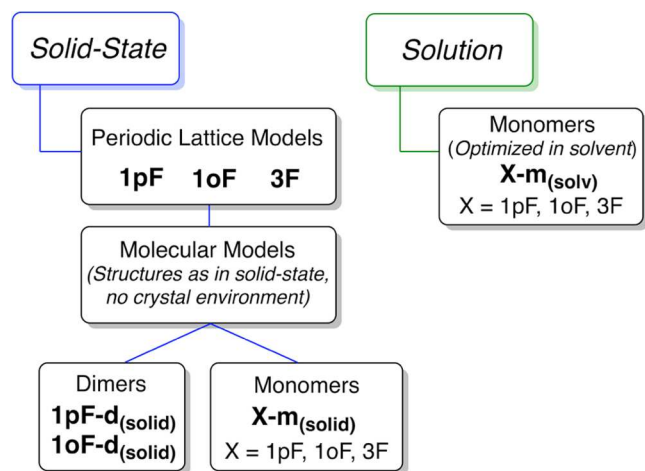 Solid-State
Periodic Lattice Models
1pF 1oF 3F
Molecular Models
(Structures as in solid-state,
no crystal environment)
Dimers
1pF-d(solid)
1oF-d(solid)
Monomers
X-m(solid)
X = 1pF, 1oF, 3F
Solution
Monomers
(Optimized in solvent)
X-m(solv)
X = 1pF, 1oF, 3F